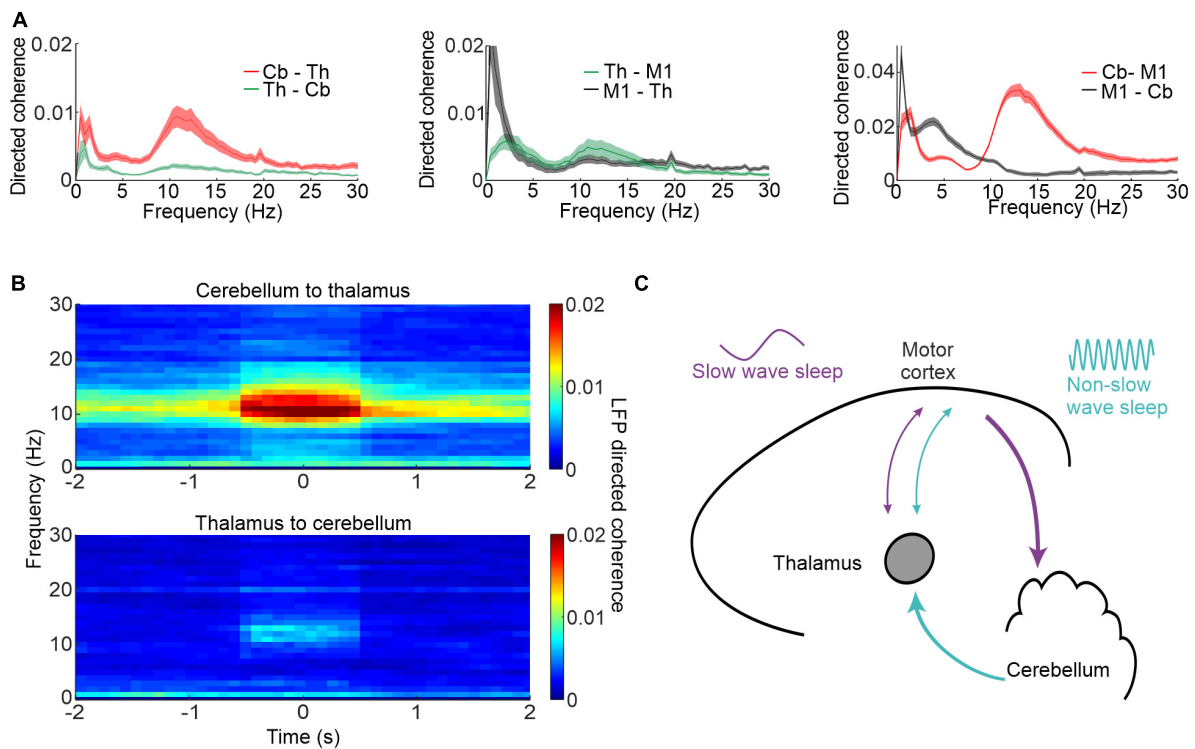 A
Directed coherence
0.02
0.01
0
Cb - Th
Th - Cb
0 5 10 15 20 25 30
Frequency (Hz)
Directed coherence
0.02
0.01
0
Th - M1
M1 - Th
0 5 10 15 20 25 30
Frequency (Hz)
Directed coherence
0.04
0.02
0
Cb- M1
M1 - Cb
0 5 10 15 20 25 30
Frequency (Hz)
B
Cerebellum to thalamus
30
20
10
0
-2 -1 0 1 2
0.02
0.01
0
Thalamus to cerebellum
30
20
10
0
-2 -1 0 1 2
0.02
0.01
0
Frequency (Hz)
Time (s)
LFP directed coherence
C
Slow wave sleep
Motor
cortex
Non-slow
wave sleep
Thalamus
Cerebellum